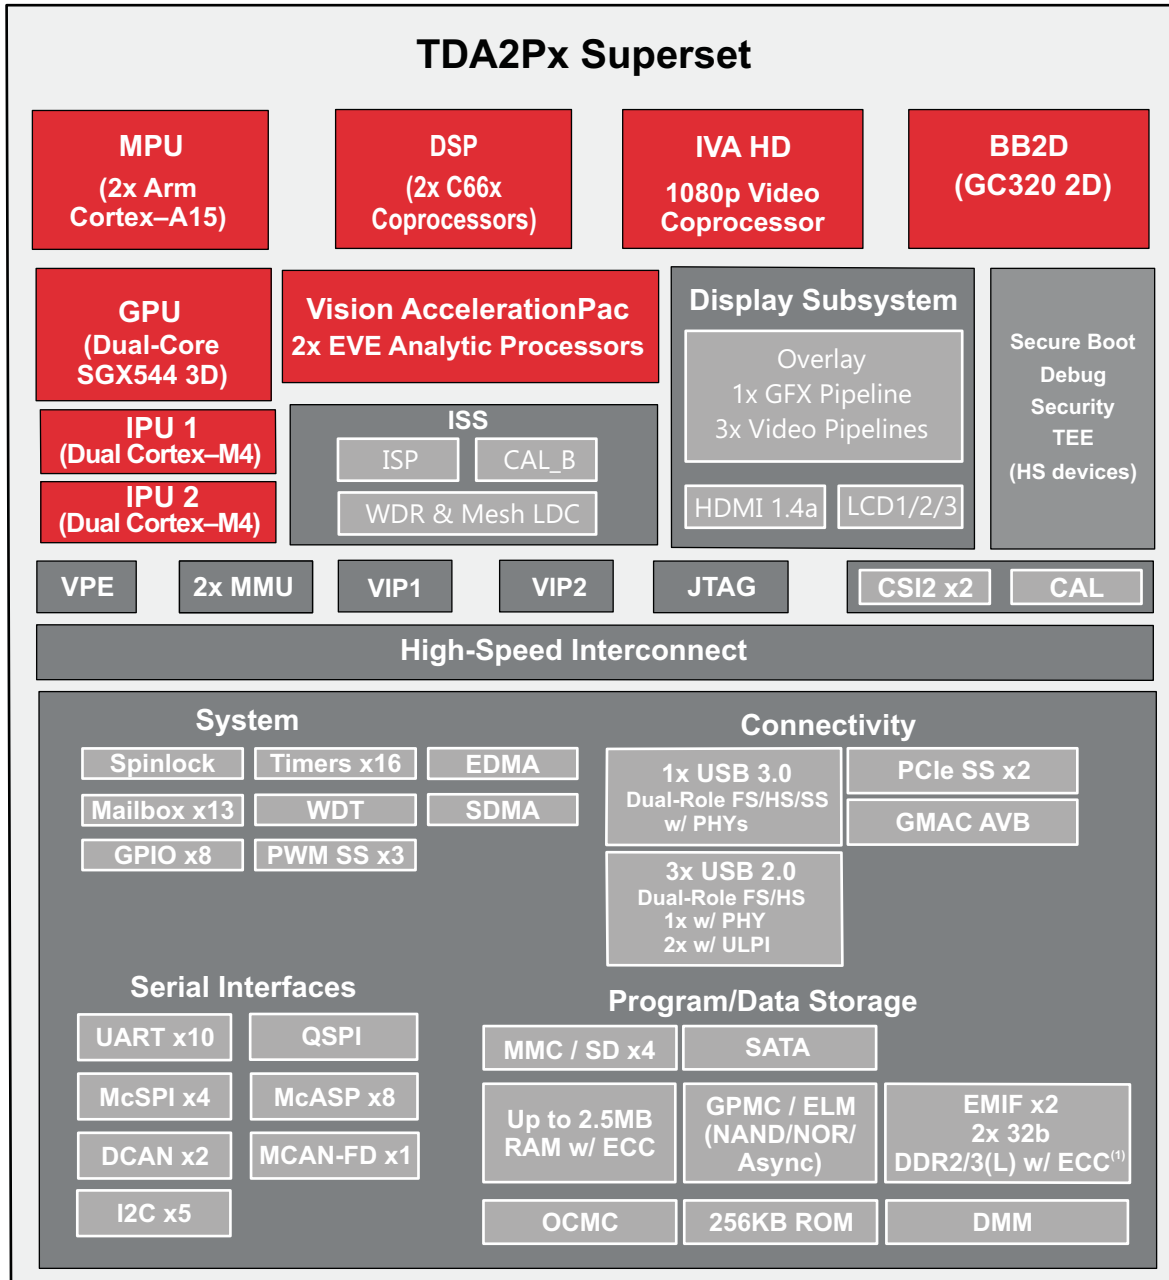 TDA2Px Superset
MPU
(2x Arm
Cortex–A15)
DSP
(2x C66x
Coprocessors)
IVA HD
1080p Video
Coprocessor
BB2D
(GC320 2D)
GPU
(Dual-Core
SGX544 3D)
Vision AccelerationPac
2x EVE Analytic Processors
Display Subsystem
Overlay
1x GFX Pipeline
3x Video Pipelines
HDMI 1.4a
LCD1/2/3
Secure Boot
Debug
Security
TEE
(HS devices)
IPU 1
(Dual Cortex–M4)
IPU 2
(Dual Cortex–M4)
ISS
ISP
CAL_B
WDR & Mesh LDC
VPE
2x MMU
VIP1
VIP2
JTAG
CSI2 x2
CAL
High-Speed Interconnect
System
Spinlock
Timers x16
EDMA
Mailbox x13
WDT
SDMA
GPIO x8
PWM SS x3
Connectivity
1x USB 3.0
Dual-Role FS/HS/SS
w/ PHYs
PCIe SS x2
GMAC AVB
3x USB 2.0
Dual-Role FS/HS
1x w/ PHY
2x w/ ULPI
Serial Interfaces
UART x10
QSPI
McSPI x4
McASP x8
DCAN x2
MCAN-FD x1
I2C x5
Program/Data Storage
MMC / SD x4
SATA
Up to 2.5MB
RAM w/ ECC
GPMC / ELM
(NAND/NOR/
Async)
EMIF x2
2x 32b
DDR2/3(L) w/ ECC(1)
OCMC
256KB ROM
DMM